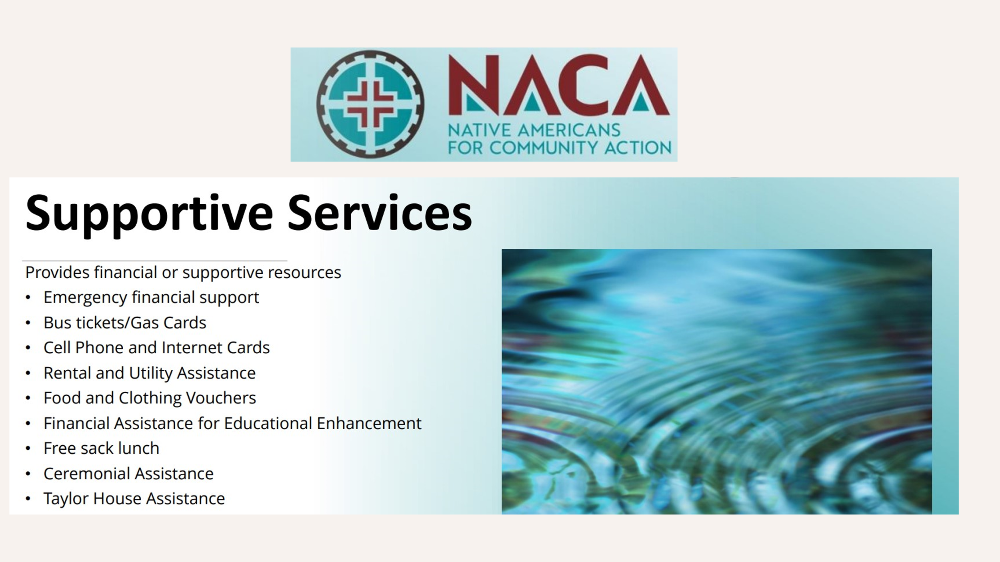 NACA
NATIVE AMERICANS
FOR COMMUNITY ACTION
Supportive Services
Provides financial or supportive resources
• Emergency financial support
• Bus tickets/Gas Cards
• Cell Phone and Internet Cards
• Rental and Utility Assistance
• Food and Clothing Vouchers
• Financial Assistance for Educational Enhancement
• Free sack lunch
• Ceremonial Assistance
• Taylor House Assistance